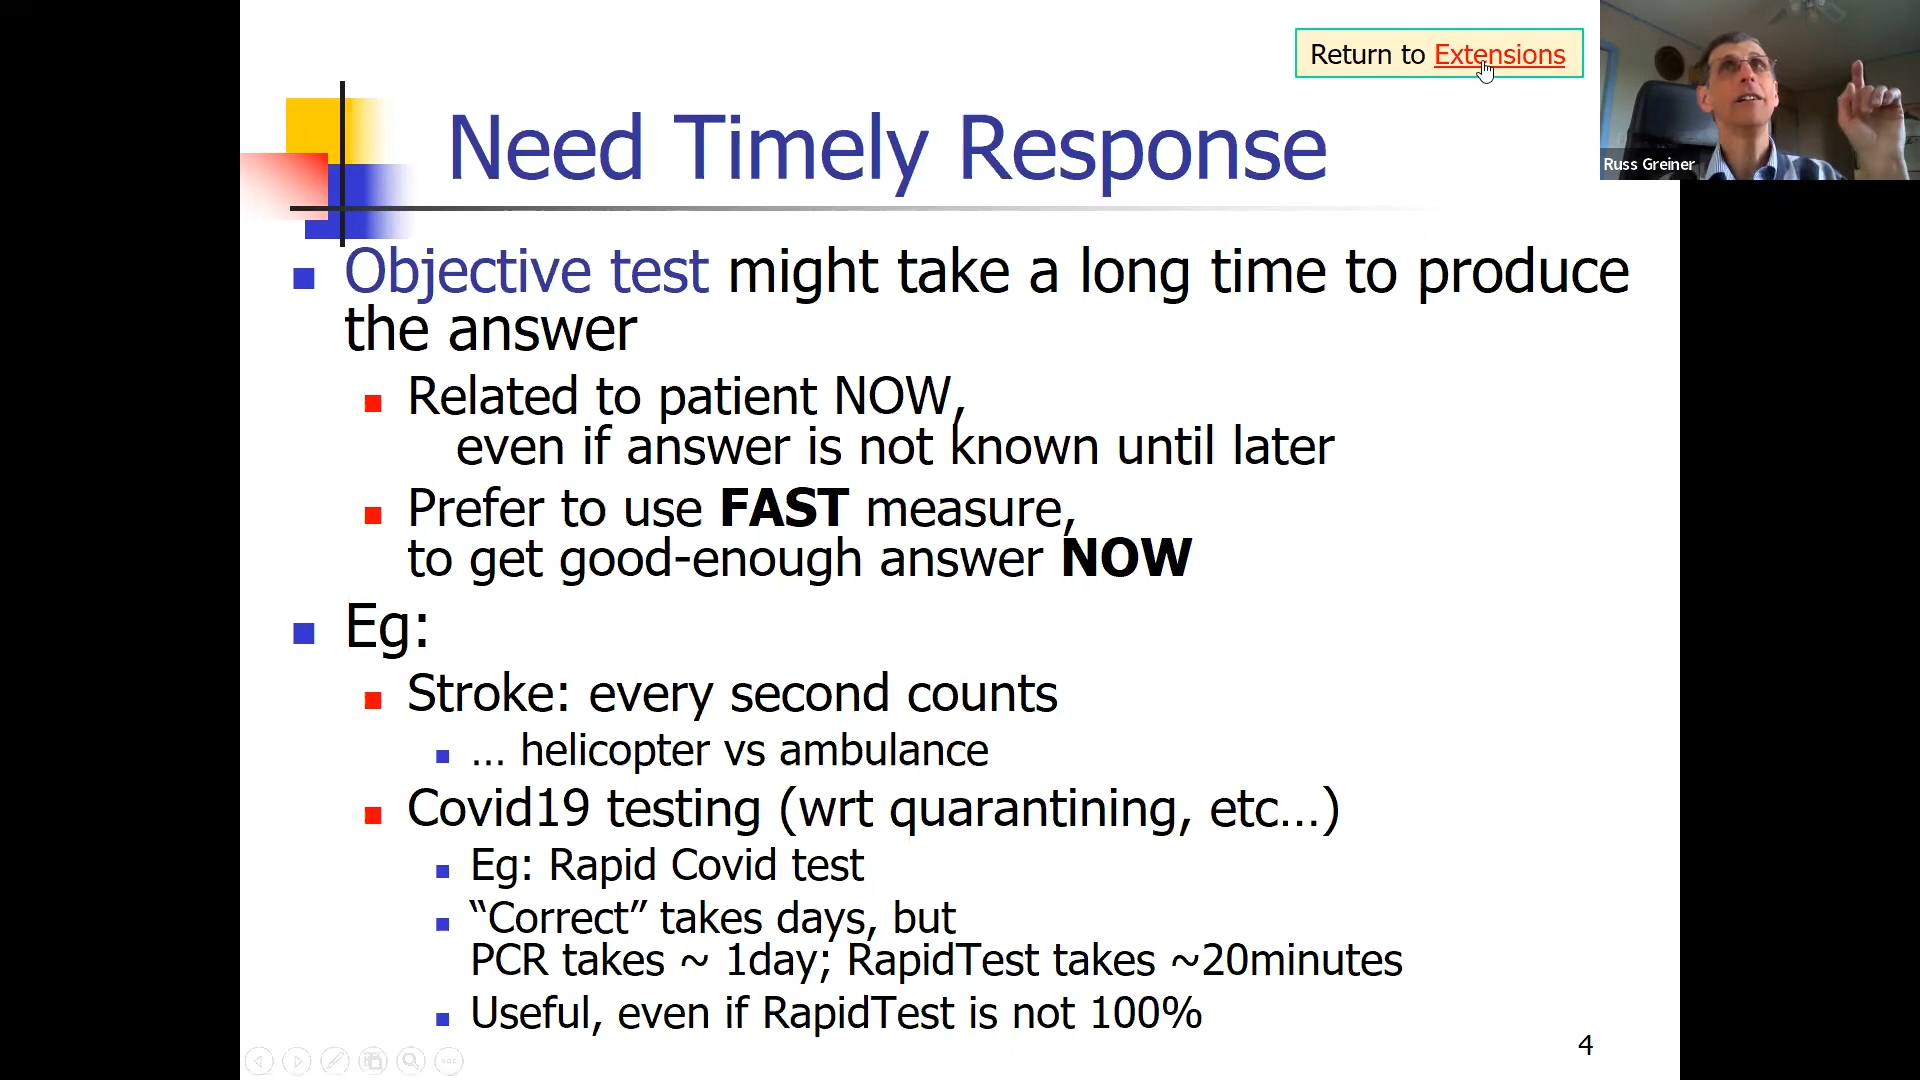 Return to Extensions
Russ Greiner
Need Timely Response
Objective test might take a long time to produce
the answer
Related to patient NOW,
even if answer is not known until later
Prefer to use FAST measure,
to get good-enough answer NOW
Eg:
Stroke: every second counts
... helicopter vs ambulance
Covid19 testing (wrt quarantining, etc...)
Eg: Rapid Covid test
“Correct” takes days, but
PCR takes ~ 1day; RapidTest takes ~20minutes
Useful, even if RapidTest is not 100%
4